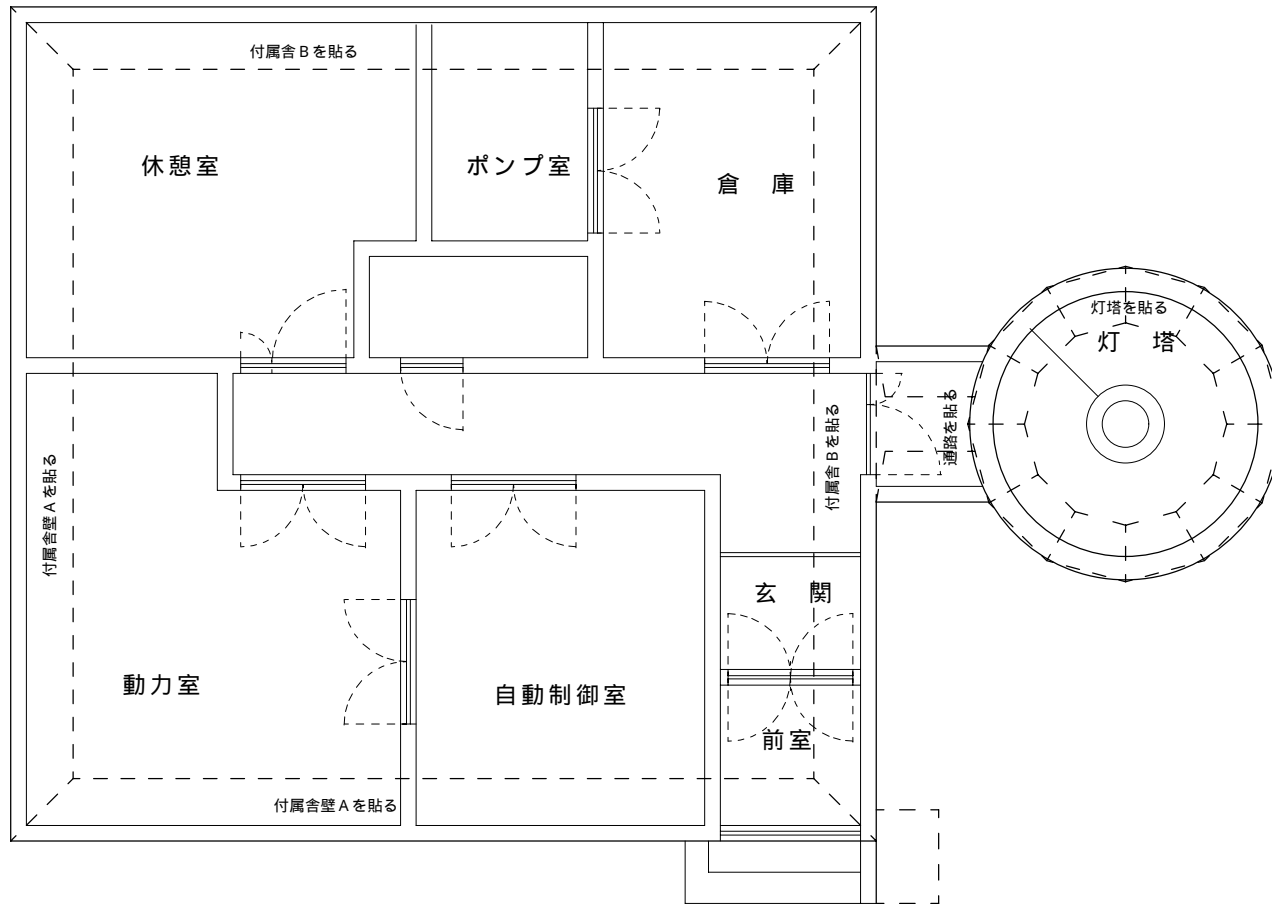 付属舎Bを貼る
休憩室
ポンプ室
倉　庫
灯塔を貼る
灯　塔
付属舎Bを貼る
通路を貼る
付属舎壁Aを貼る
玄　関
動力室
自動制御室
前室
付属舎壁Aを貼る